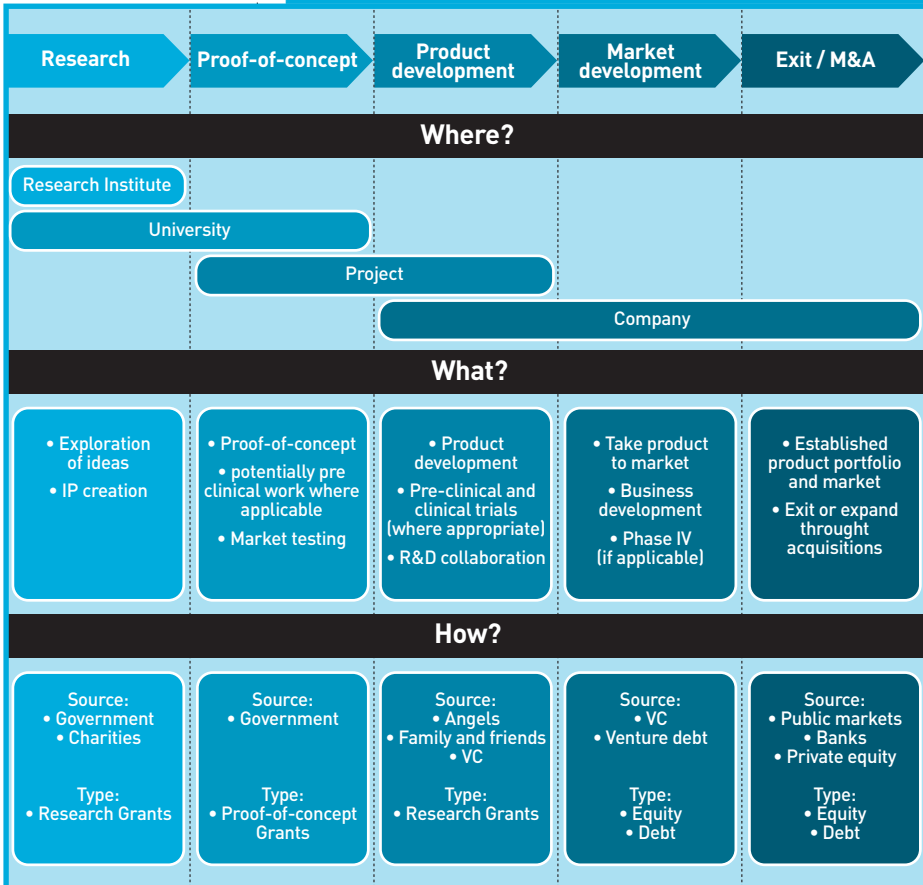 Research
Proof-of-concept
Product
development
Market
development
Exit / M&A
Where?
Research Institute
University
Project
Company
What?
• Exploration
of ideas
• IP creation
• Proof-of-concept
• potentially pre
clinical work where
applicable
• Market testing
• Product
development
• Pre-clinical and
clinical trials
(where appropriate)
• R&D collaboration
• Take product
to market
• Business
development
• Phase IV
(if applicable)
• Established
product portfolio
and market
• Exit or expand
throught
acquisitions
How?
Source:
• Government
• Charities
Type:
• Research Grants
Source:
• Government
Type:
• Proof-of-concept
Grants
Source:
• Angels
• Family and friends
• VC
Type:
• Research Grants
Source:
• VC
• Venture debt
Type:
• Equity
• Debt
Source:
• Public markets
• Banks
• Private equity
Type:
• Equity
• Debt